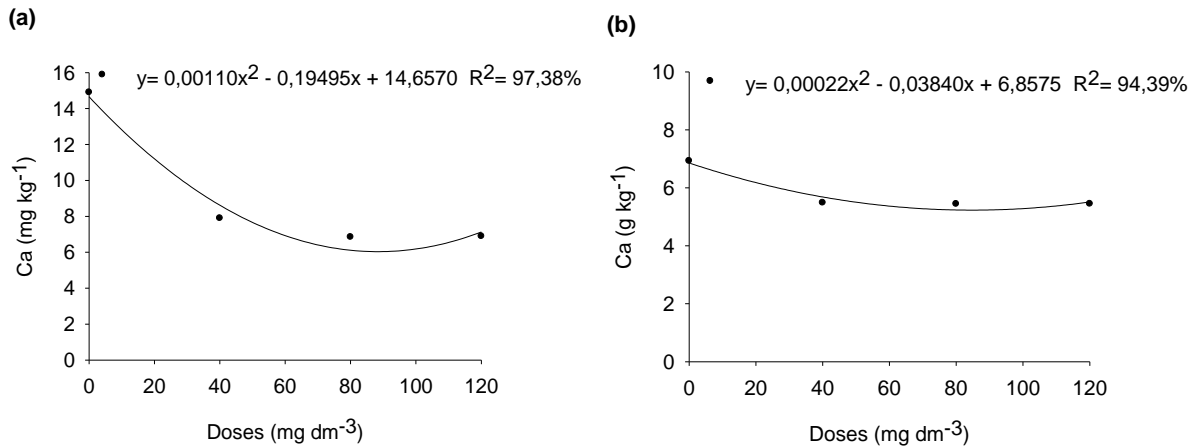 (a)
y= 0,00110x² - 0,19495x + 14,6570 R²= 97,38%
16
14
12
10
8
6
4
2
0
Ca (mg kg⁻¹)
0 20 40 60 80 100 120
Doses (mg dm⁻³)
(b)
y= 0,00022x² - 0,03840x + 6,8575 R²= 94,39%
10
8
6
4
2
0
Ca (g kg⁻¹)
0 20 40 60 80 100 120
Doses (mg dm⁻³)